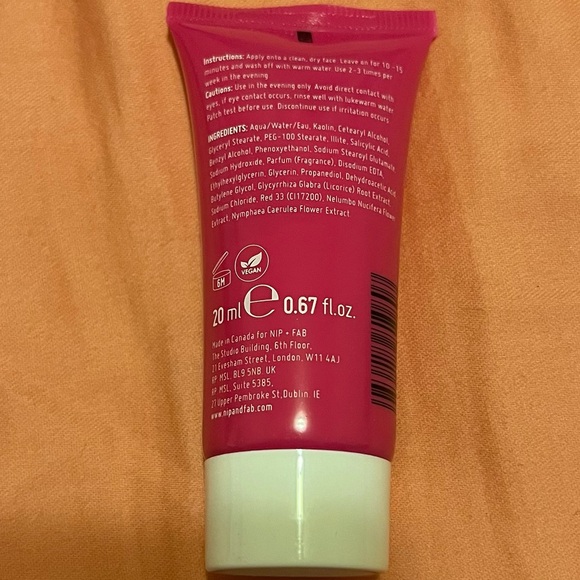 Instructions: Apply onto a clean, dry face. Leave on for 10 -15
minutes and wash off with warm water. Use 2-3 times per
week in the evening
Cautions: Use in the evening only. Avoid direct contact with
eyes, if eye contact occurs, rinse well with lukewarm water.
Patch test before use. Discontinue use if irritation occurs
INGREDIENTS: Aqua/Water/Eau, Kaolin, Cetearyl Alcohol,
Glyceryl Stearate, PEG-100 Stearate, Illite, Salicylic Acid,
Benzyl Alcohol, Phenoxyethanol, Sodium Stearoyl Glutamate,
Sodium Hydroxide, Parfum (Fragrance), Disodium EDTA,
Ethylhexylglycerin, Glycerin, Propanediol, Dehydroacetic Acid,
Butylene Glycol, Glycyrrhiza Glabra (Licorice) Root Extract,
Sodium Chloride, Red 33 (CI17200), Nelumbo Nucifera Flower
Extract, Nymphaea Caerulea Flower Extract
6M
VEGAN
20 ml e 0.67 fl.oz.
Made in Canada for NIP + FAB
The Studio Building, 6th Floor,
21 Evesham Street, London, W11 4AJ
RP: MSL, BL9 5NB. UK
RP: MSL, Suite 5385,
27 Upper Pembroke St,Dublin. IE
www.nipandfab.com